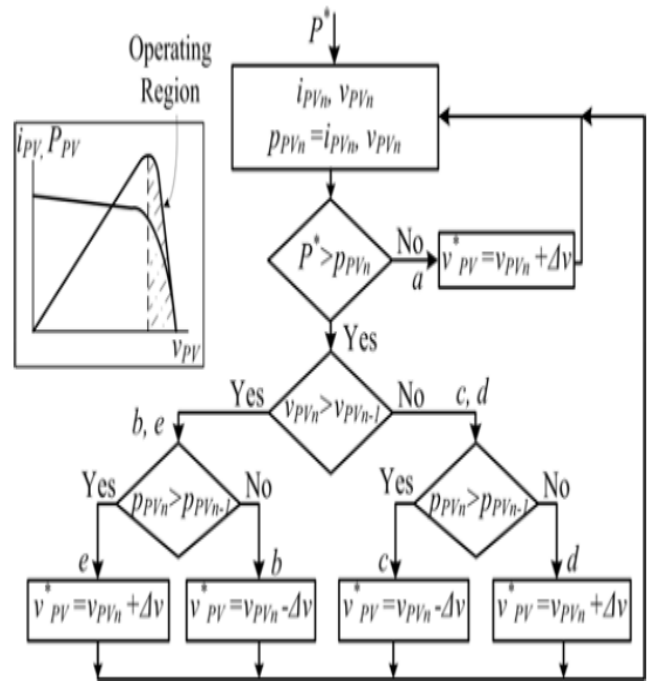 P*
Operating
Region
iPVn, vPVn
pPVn =iPVn, vPVn
iPV, PPV
vPV
P*>pPVn
No
a
v*PV =vPVn +Δv
Yes
vPVn>vPVn-1
Yes
b, e
No
c, d
pPVn>pPVn-1
Yes
No
e
b
pPVn>pPVn-1
Yes
No
c
d
v*PV =vPVn +Δv
v*PV =vPVn -Δv
v*PV =vPVn -Δv
v*PV =vPVn +Δv